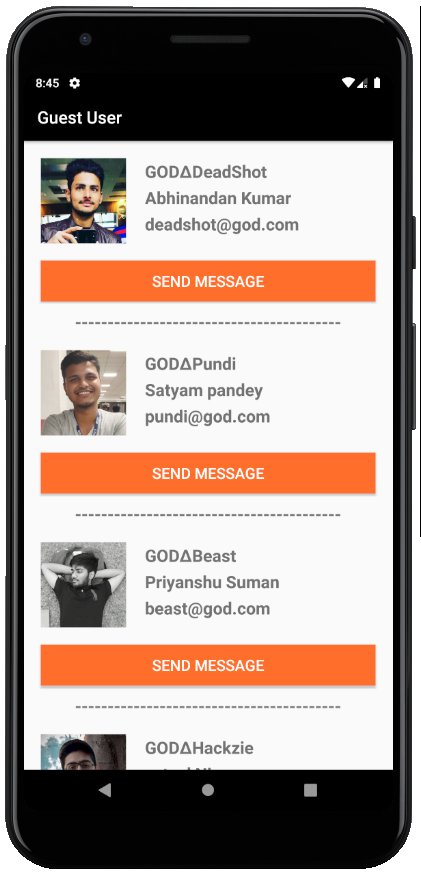 8:45
Guest User
GODΔDeadShot
Abhinandan Kumar
deadshot@god.com
SEND MESSAGE
-----------------------------------------
GODΔPundi
Satyam pandey
pundi@god.com
SEND MESSAGE
-----------------------------------------
GODΔBeast
Priyanshu Suman
beast@god.com
SEND MESSAGE
-----------------------------------------
GODΔHackzie